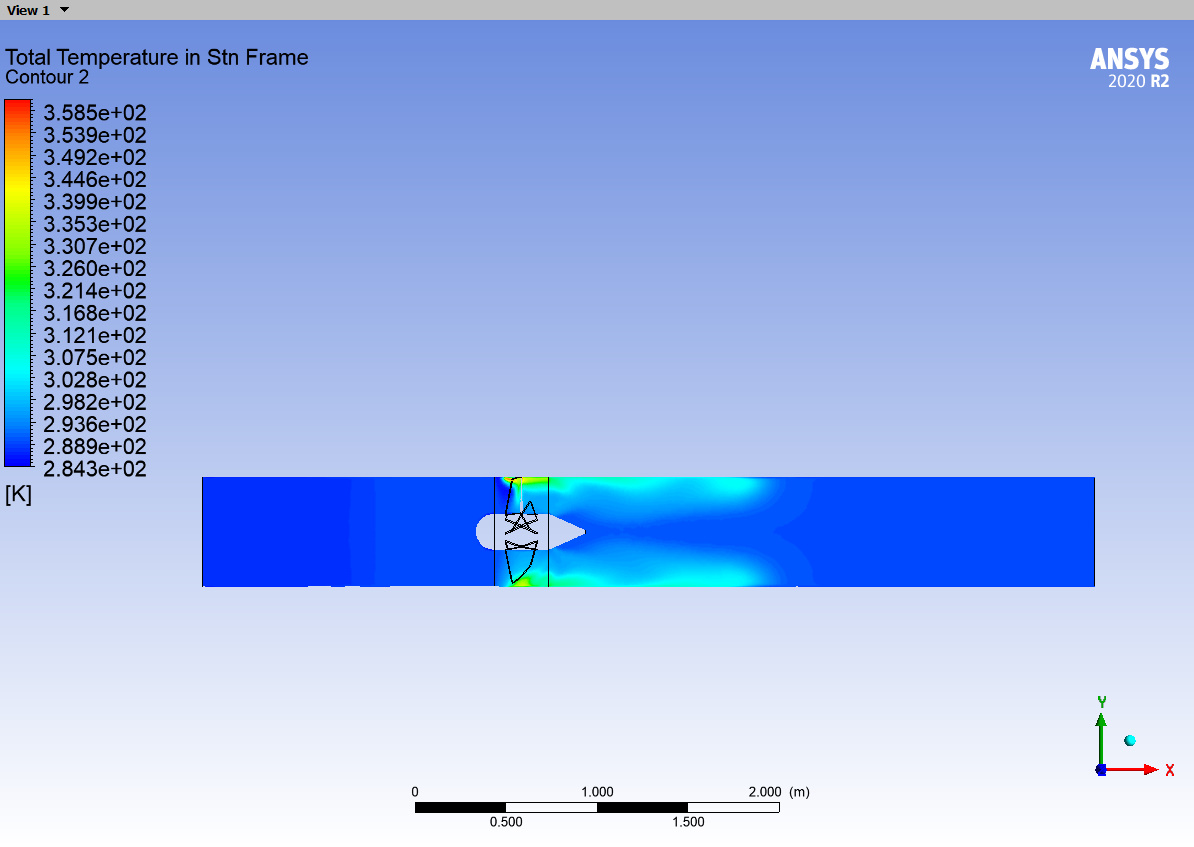 View 1
Total Temperature in Stn Frame
Contour 2
ANSYS
2020 R2
3.585e+02
3.539e+02
3.492e+02
3.446e+02
3.399e+02
3.353e+02
3.307e+02
3.260e+02
3.214e+02
3.168e+02
3.121e+02
3.075e+02
3.028e+02
2.982e+02
2.936e+02
2.889e+02
2.843e+02
[K]
Y
X
0 1.000 2.000 (m)
0.500 1.500